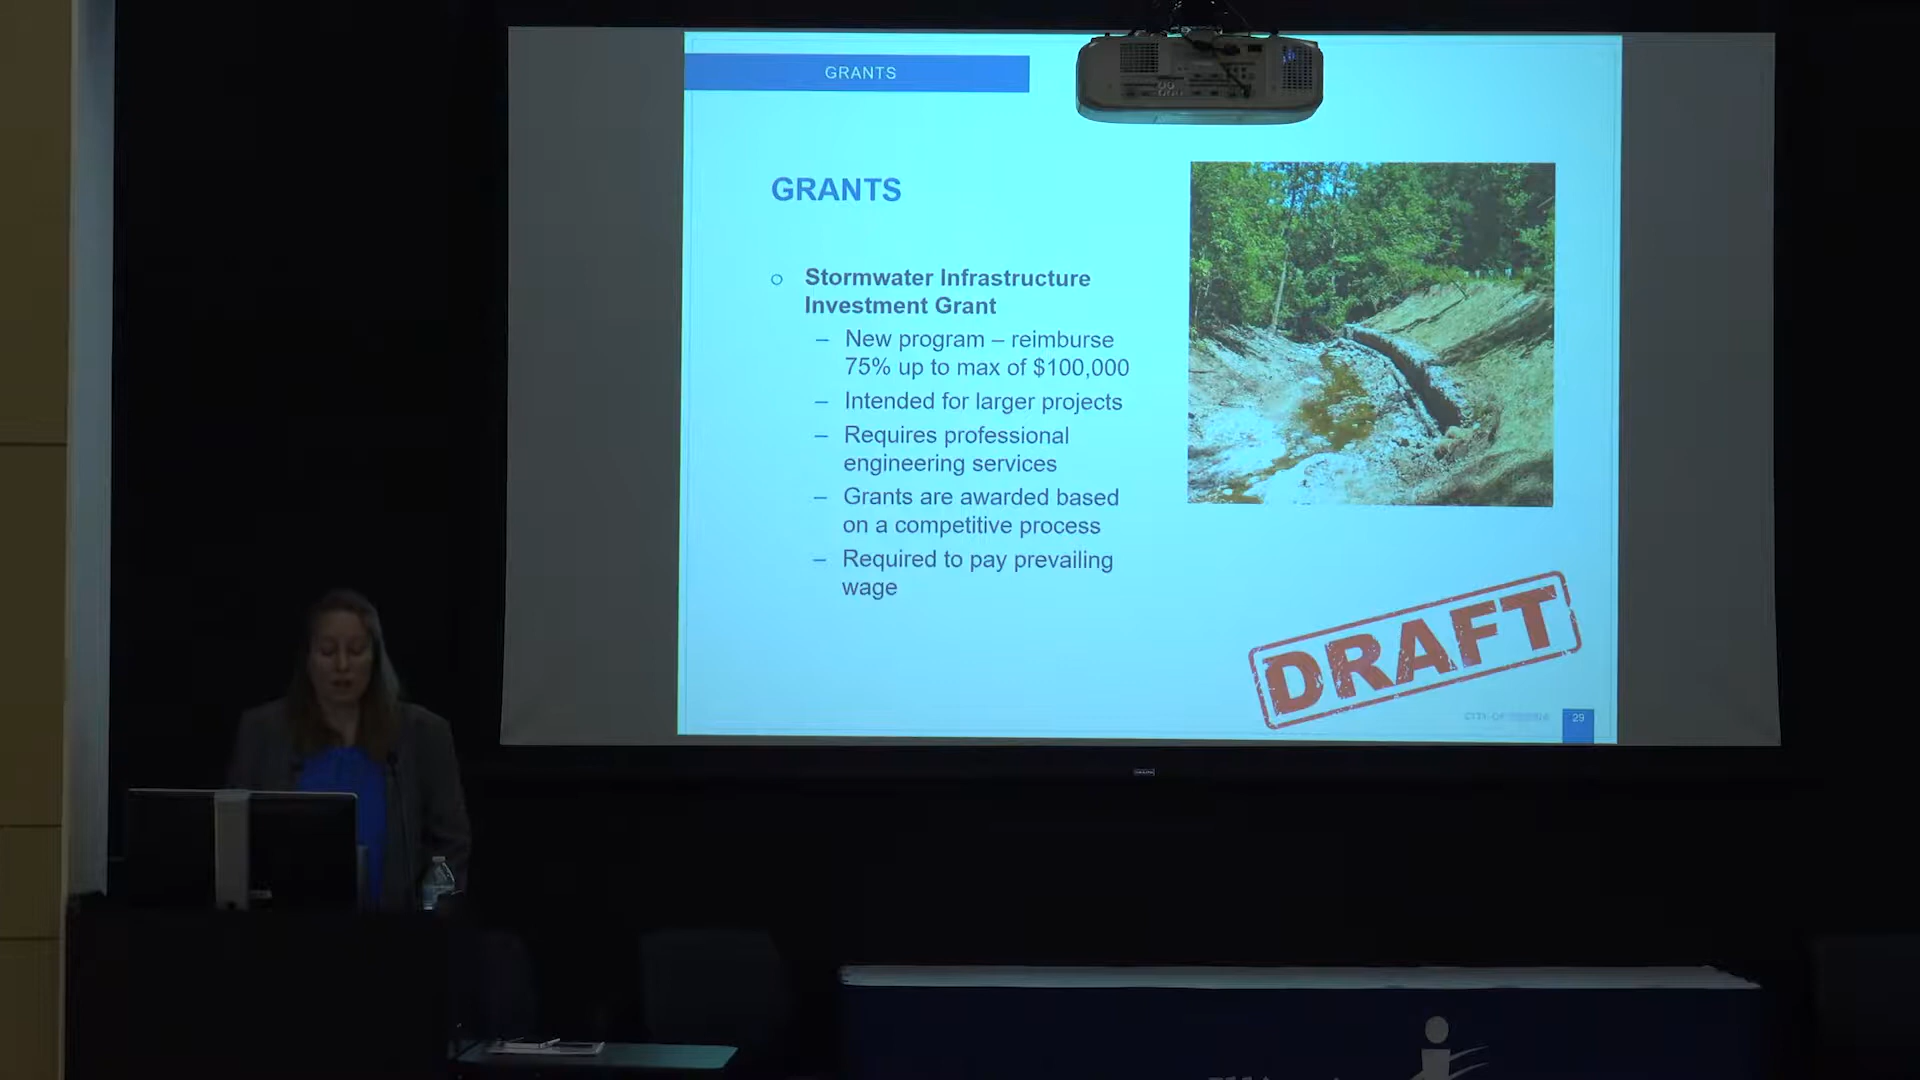 GRANTS
GRANTS
Stormwater Infrastructure
Investment Grant
– New program – reimburse
75% up to max of $100,000
– Intended for larger projects
– Requires professional
engineering services
– Grants are awarded based
on a competitive process
– Required to pay prevailing
wage
DRAFT
CITY OF
29